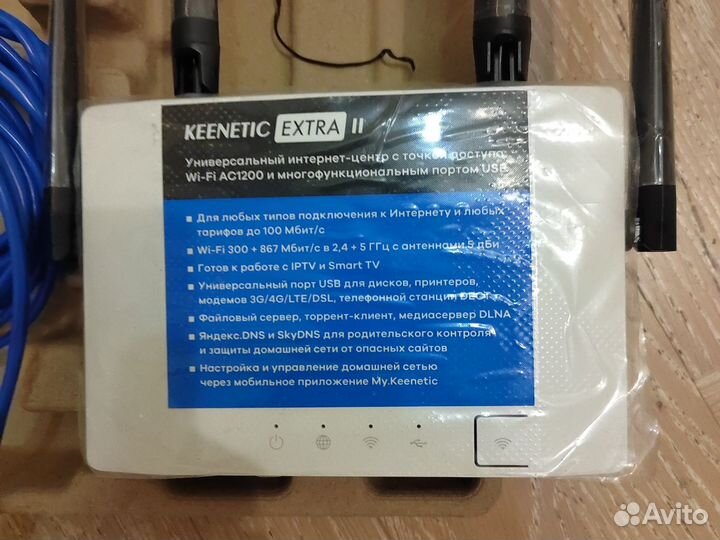 KEENETIC EXTRA II
Универсальный интернет-центр с точкой доступа
Wi-Fi AC1200 и многофункциональным портом USB
Для любых типов подключения к Интернету и любых
тарифов до 100 Мбит/с
Wi-Fi 300 + 867 Мбит/с в 2,4 + 5 ГГц с антеннами 5 дБи
Готов к работе с IPTV и Smart TV
Универсальный порт USB для дисков, принтеров,
модемов 3G/4G/LTE/DSL, телефонной станции DECT
Файловый сервер, торрент-клиент, медиасервер DLNA
Яндекс.DNS и SkyDNS для родительского контроля
и защиты домашней сети от опасных сайтов
Настройка и управление домашней сетью
через мобильное приложение My.Keenetic
Avito